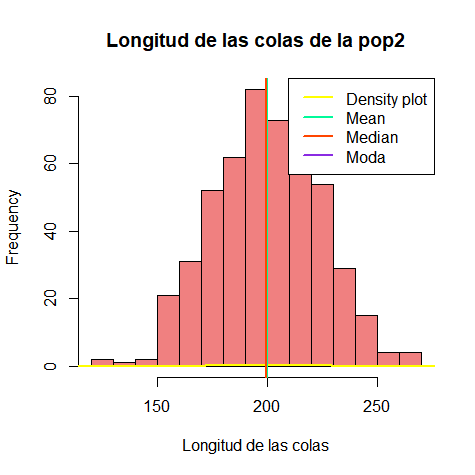 Longitud de las colas de la pop2
Density plot
Mean
Median
Moda
Frequency
80
60
40
20
0
150 200 250
Longitud de las colas